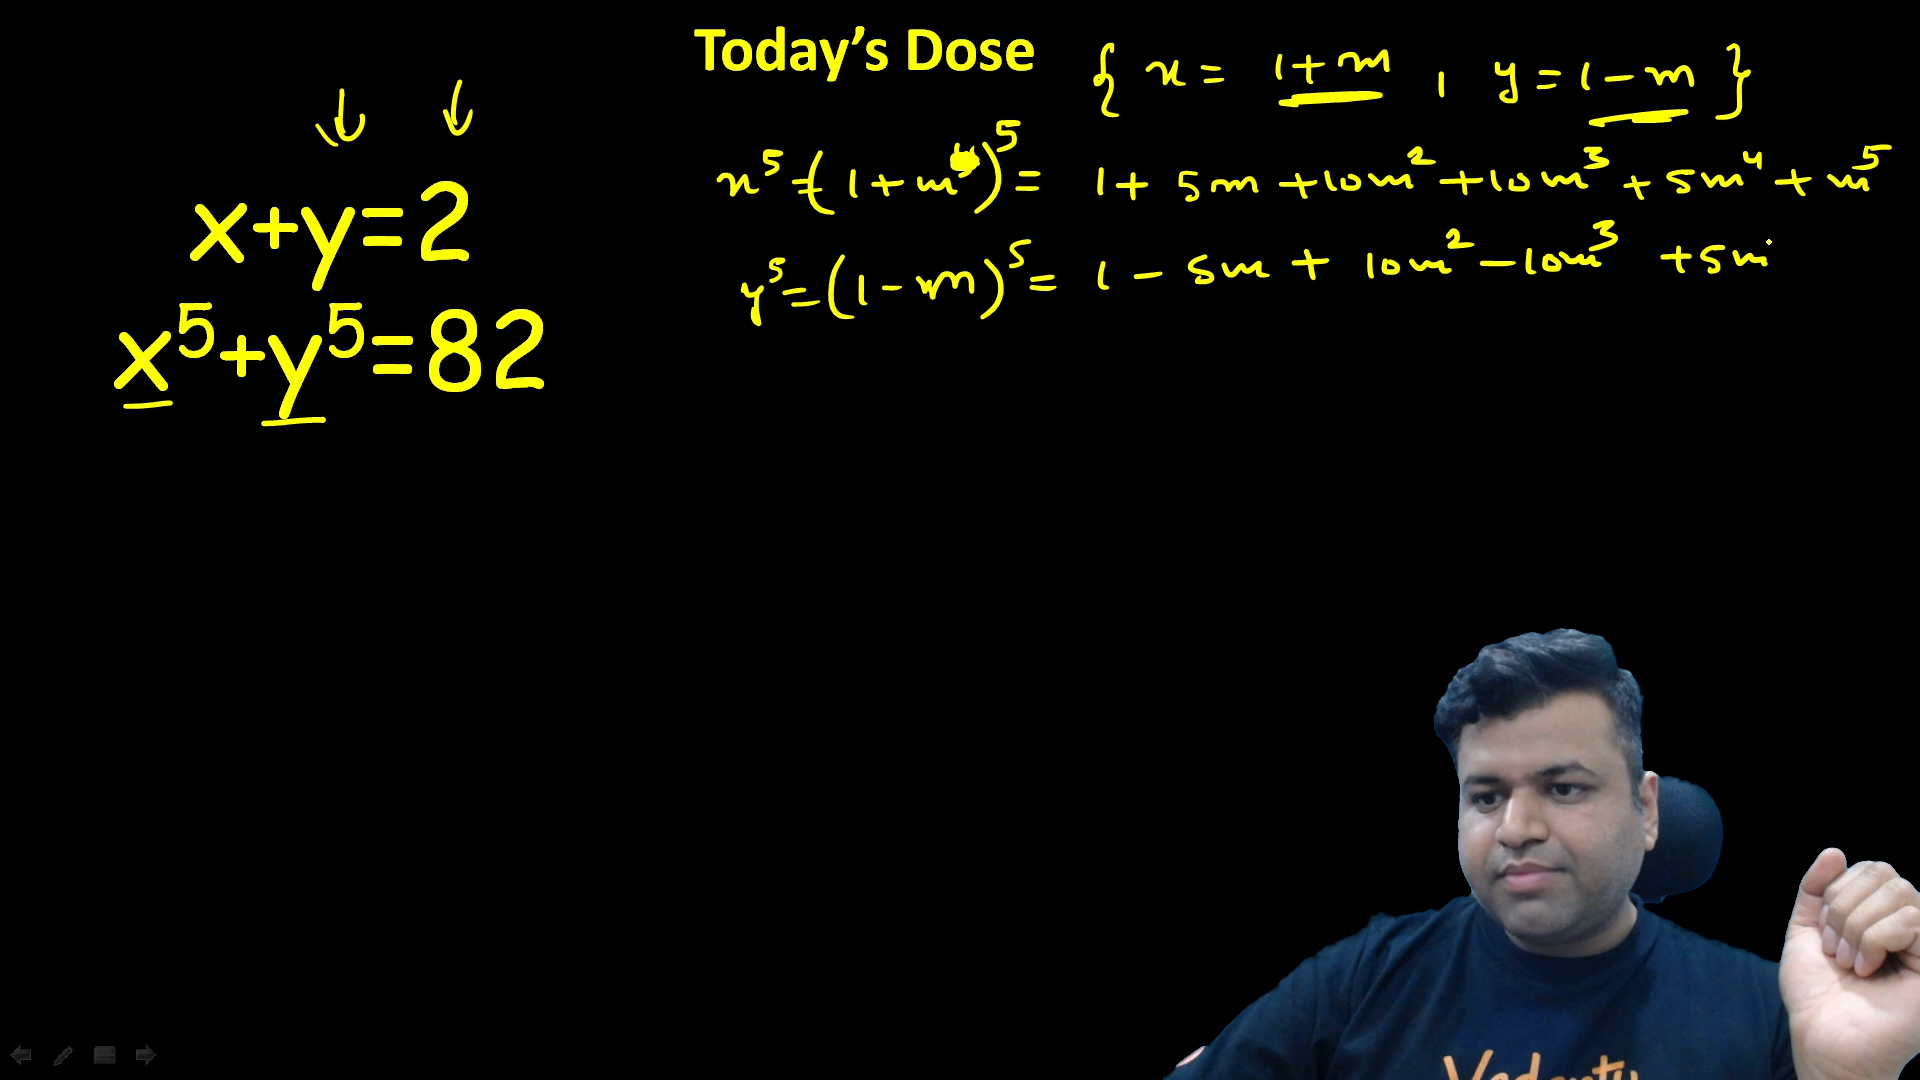 Today's Dose
{ x = 1+m , y = 1-m }
x+y=2
x⁵+y⁵=82
x⁵ = (1+m)⁵ = 1+ 5m +10m² +10m³ + 5m⁴ + m⁵
y⁵ = (1-m)⁵ = 1 - 5m + 10m² - 10m³ + 5m